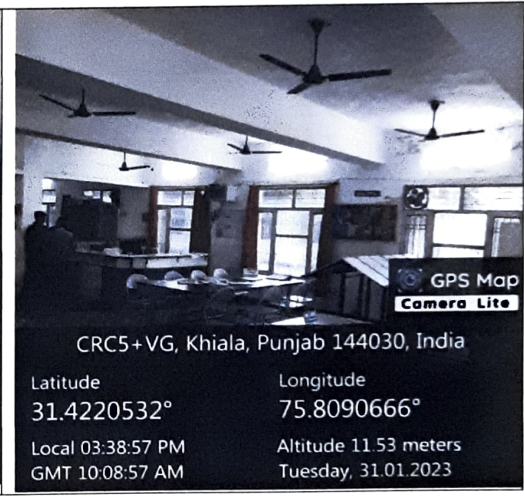 GPS Map
Camera Lite
CRC5+VG, Khiala, Punjab 144030, India
Latitude
31.4220532°
Longitude
75.8090666°
Local 03:38:57 PM
GMT 10:08:57 AM
Altitude 11.53 meters
Tuesday, 31.01.2023